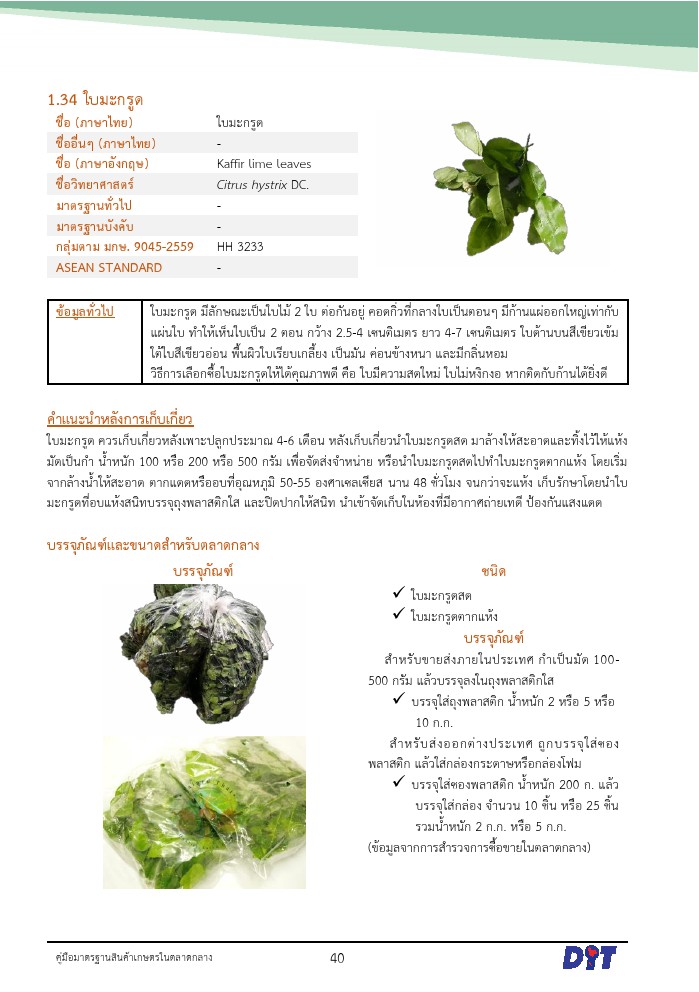 1.34 ใบมะกรูด
ชื่อ (ภาษาไทย) ใบมะกรูด
ชื่ออื่นๆ (ภาษาไทย) -
ชื่อ (ภาษาอังกฤษ) Kaffir lime leaves
ชื่อวิทยาศาสตร์ Citrus hystrix DC.
มาตรฐานทั่วไป -
มาตรฐานบังคับ -
กลุ่มตาม มกษ. 9045-2559 HH 3233
ASEAN STANDARD -
ข้อมูลทั่วไป ใบมะกรูด มีลักษณะเป็นใบไม้ 2 ใบ ต่อกันอยู่ คอดกิ่วที่กลางใบเป็นตอนๆ มีก้านแผ่ออกใหญ่เท่ากับ
แผ่นใบ ทำให้เห็นใบเป็น 2 ตอน กว้าง 2.5-4 เซนติเมตร ยาว 4-7 เซนติเมตร ใบด้านบนสีเขียวเข้ม
ใต้ใบสีเขียวอ่อน พื้นผิวใบเรียบเกลี้ยง เป็นมัน ค่อนข้างหนา และมีกลิ่นหอม
วิธีการเลือกซื้อใบมะกรูดให้ได้คุณภาพดี คือ ใบมีความสดใหม่ ใบไม่หงิกงอ หากติดกับก้านได้ยิ่งดี
คำแนะนำหลังการเก็บเกี่ยว
ใบมะกรูด ควรเก็บเกี่ยวหลังเพาะปลูกประมาณ 4-6 เดือน หลังเก็บเกี่ยวนำใบมะกรูดสด มาล้างให้สะอาดและทิ้งไว้ให้แห้ง
มัดเป็นกำ น้ำหนัก 100 หรือ 200 หรือ 500 กรัม เพื่อจัดส่งจำหน่าย หรือนำใบมะกรูดสดไปทำใบมะกรูดตากแห้ง โดยเริ่ม
จากล้างน้ำให้สะอาด ตากแดดหรืออบที่อุณหภูมิ 50-55 องศาเซลเซียส นาน 48 ชั่วโมง จนกว่าจะแห้ง เก็บรักษาโดยนำใบ
มะกรูดที่อบแห้งสนิทบรรจุถุงพลาสติกใส และปิดปากให้สนิท นำเข้าจัดเก็บในห้องที่มีอากาศถ่ายเทดี ป้องกันแสงแดด
บรรจุภัณฑ์และขนาดสำหรับตลาดกลาง
บรรจุภัณฑ์
ชนิด
✓ ใบมะกรูดสด
✓ ใบมะกรูดตากแห้ง
บรรจุภัณฑ์
สำหรับขายส่งภายในประเทศ กำเป็นมัด 100-
500 กรัม แล้วบรรจุลงในถุงพลาสติกใส
✓ บรรจุใส่ถุงพลาสติก น้ำหนัก 2 หรือ 5 หรือ
10 ก.ก.
สำหรับส่งออกต่างประเทศ ถูกบรรจุใส่ซอง
พลาสติก แล้วใส่กล่องกระดาษหรือกล่องโฟม
✓ บรรจุใส่ซองพลาสติก น้ำหนัก 200 ก. แล้ว
บรรจุใส่กล่อง จำนวน 10 ชิ้น หรือ 25 ชิ้น
รวมน้ำหนัก 2 ก.ก. หรือ 5 ก.ก.
(ข้อมูลจากการสำรวจการซื้อขายในตลาดกลาง)
คู่มือมาตรฐานสินค้าเกษตรในตลาดกลาง 40 DIT